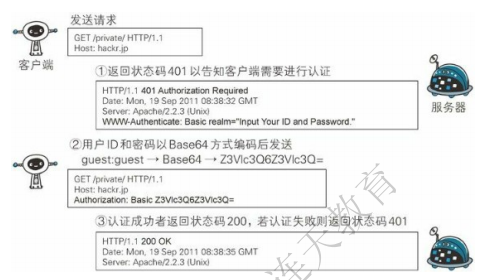 发送请求
GET /private/ HTTP/1.1
Host: hackr.jp
客户端
①返回状态码401以告知客户端需要进行认证
HTTP/1.1 401 Authorization Required
Date: Mon, 19 Sep 2011 08:38:32 GMT
Server: Apache/2.2.3 (Unix)
WWW-Authenticate: Basic realm="Input Your ID and Password."
服务器
②用户ID和密码以Base64方式编码后发送
guest:guest → Base64 → Z3Vlc3Q6Z3Vlc3Q=
GET /private/ HTTP/1.1
Host: hackr.jp
Authorization: Basic Z3Vlc3Q6Z3Vlc3Q=
③认证成功者返回状态码200，若认证失败则返回状态码401
HTTP/1.1 200 OK
Date: Mon, 19 Sep 2011 08:38:35 GMT
Server: Apache/2.2.3 (Unix)
连天教育